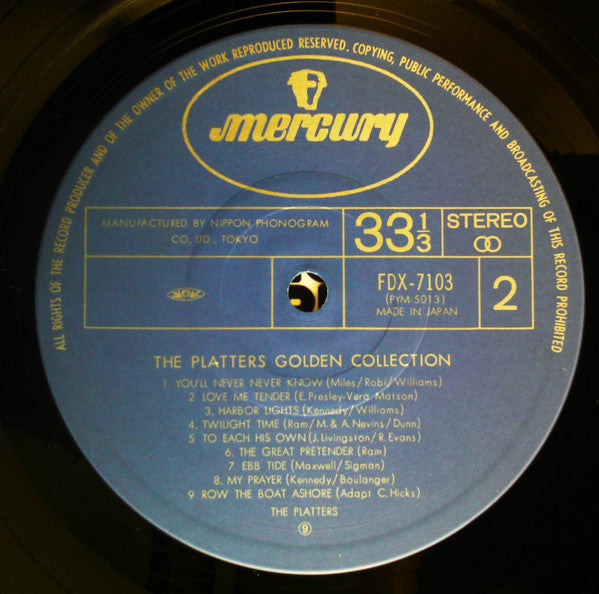 ALL RIGHTS OF THE RECORD PRODUCER AND OF THE OWNER OF THE WORK REPRODUCED RESERVED. COPYING, PUBLIC PERFORMANCE AND BROADCASTING OF THIS RECORD PROHIBITED
mercury
MANUFACTURED BY NIPPON PHONOGRAM
CO., LTD., TOKYO
33 1/3
STEREO
FDX-7103
(PYM-5013)
MADE IN JAPAN
2
THE PLATTERS GOLDEN COLLECTION
1 YOU'LL NEVER NEVER KNOW (Miles/Robi/Williams)
2 LOVE ME TENDER (E.Presley-Vera Matson)
3. HARBOR LIGHTS (Kennedy/Williams)
4. TWILIGHT TIME (Ram/M.& A.Nevins/Dunn)
5 TO EACH HIS OWN (J.Livingston/R.Evans)
6. THE GREAT PRETENDER (Ram)
7 EBB TIDE (Maxwell/Sigman)
8. MY PRAYER (Kennedy/Boulanger)
9 ROW THE BOAT ASHORE (Adapt C.Hicks)
THE PLATTERS
9